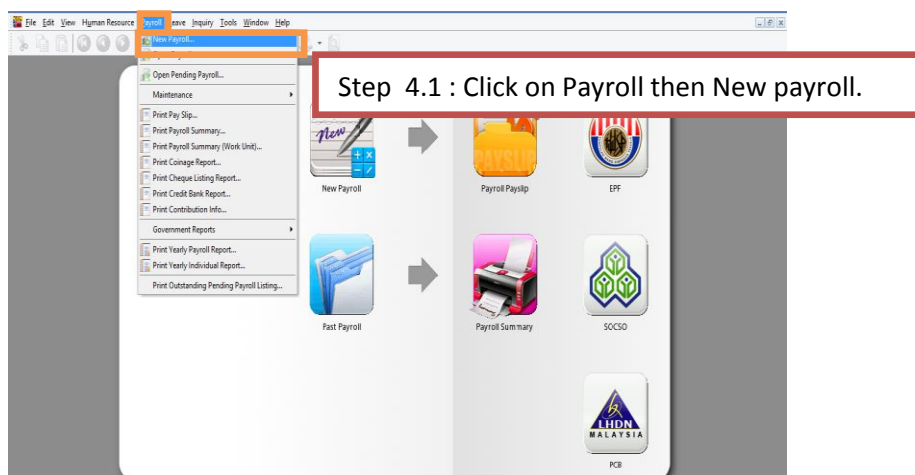 File Edit View Human Resource Payroll Leave Inquiry Tools Window Help
New Payroll...
Open Pending Payroll...
Maintenance
Print Pay Slip...
Print Payroll Summary...
Print Payroll Summary (Work Unit)...
Print Coinage Report...
Print Cheque Listing Report...
Print Credit Bank Report...
Print Contribution Info...
Government Reports
Print Yearly Payroll Report...
Print Yearly Individual Report...
Print Outstanding Pending Payroll Listing...
Step 4.1 : Click on Payroll then New payroll.
New
PAYSLIP
New Payroll
Payroll Payslip
EPF
Past Payroll
Payroll Summary
SOCSO
LHDN
MALAYSIA
PCB